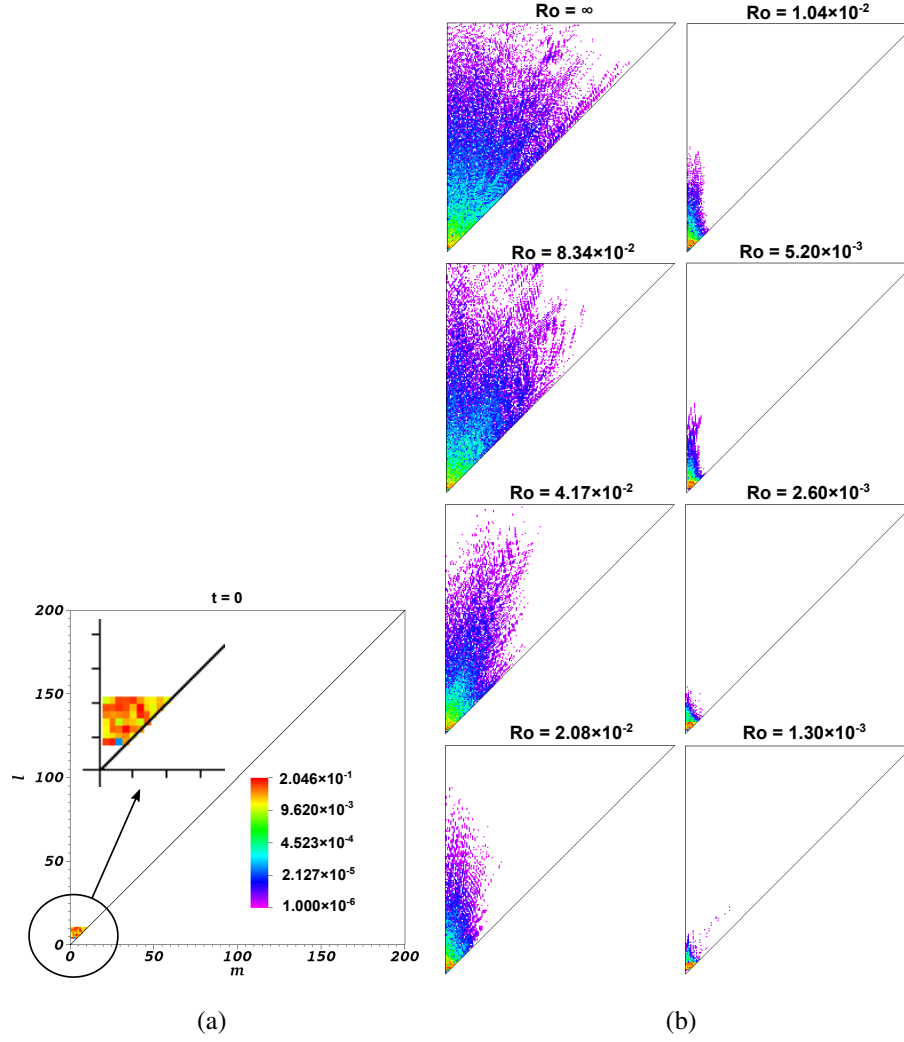 Ro = ∞
Ro = 1.04×10⁻²
Ro = 8.34×10⁻²
Ro = 5.20×10⁻³
Ro = 4.17×10⁻²
Ro = 2.60×10⁻³
Ro = 2.08×10⁻²
Ro = 1.30×10⁻³
t = 0
200
150
100
50
0
l
2.046×10⁻¹
9.620×10⁻³
4.523×10⁻⁴
2.127×10⁻⁵
1.000×10⁻⁶
0 50 100 150 200
m
(a) (b)